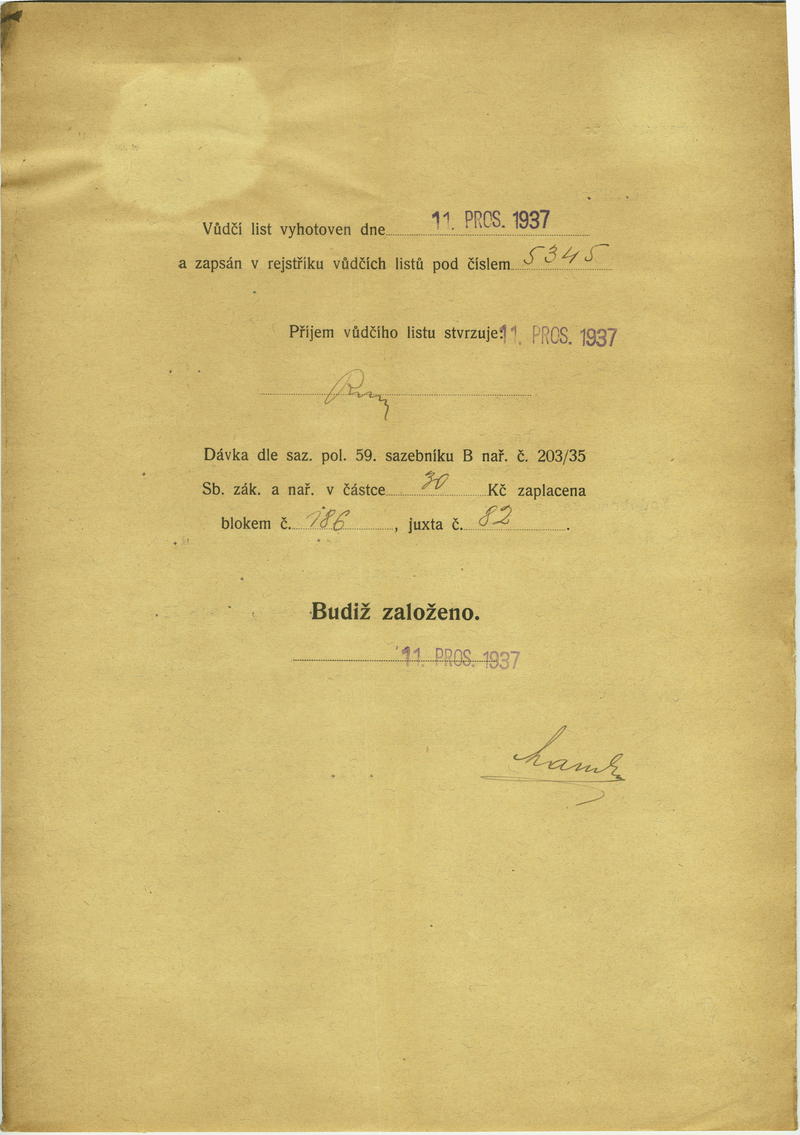 Vůdčí list vyhotoven dne 11. PROS. 1937
a zapsán v rejstříku vůdčích listů pod číslem 5345
Příjem vůdčího listu stvrzuje: 11. PROS. 1937
Dávka dle saz. pol. 59. sazebníku B nař. č. 203/35
Sb. zák. a nař. v částce 30 Kč zaplacena
blokem č. 186, juxta č. 82.
Budiž založeno.
11. PROS. 1937